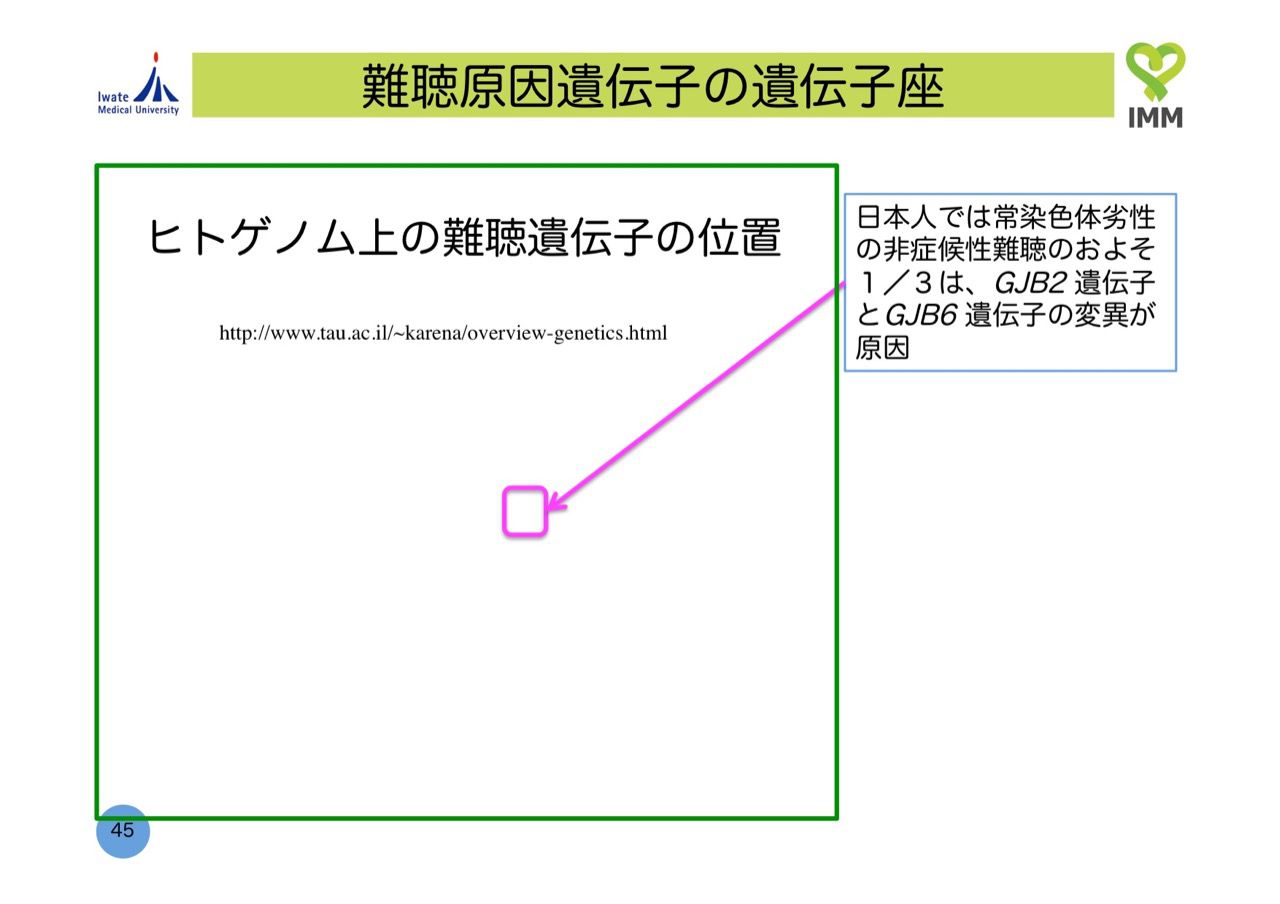 Iwate
Medical University
難聴原因遺伝子の遺伝子座
IMM
ヒトゲノム上の難聴遺伝子の位置
http://www.tau.ac.il/~karena/overview-genetics.html
日本人では常染色体劣性
の非症候性難聴のおよそ
１／３は、GJB2 遺伝子
とGJB6 遺伝子の変異が
原因
45